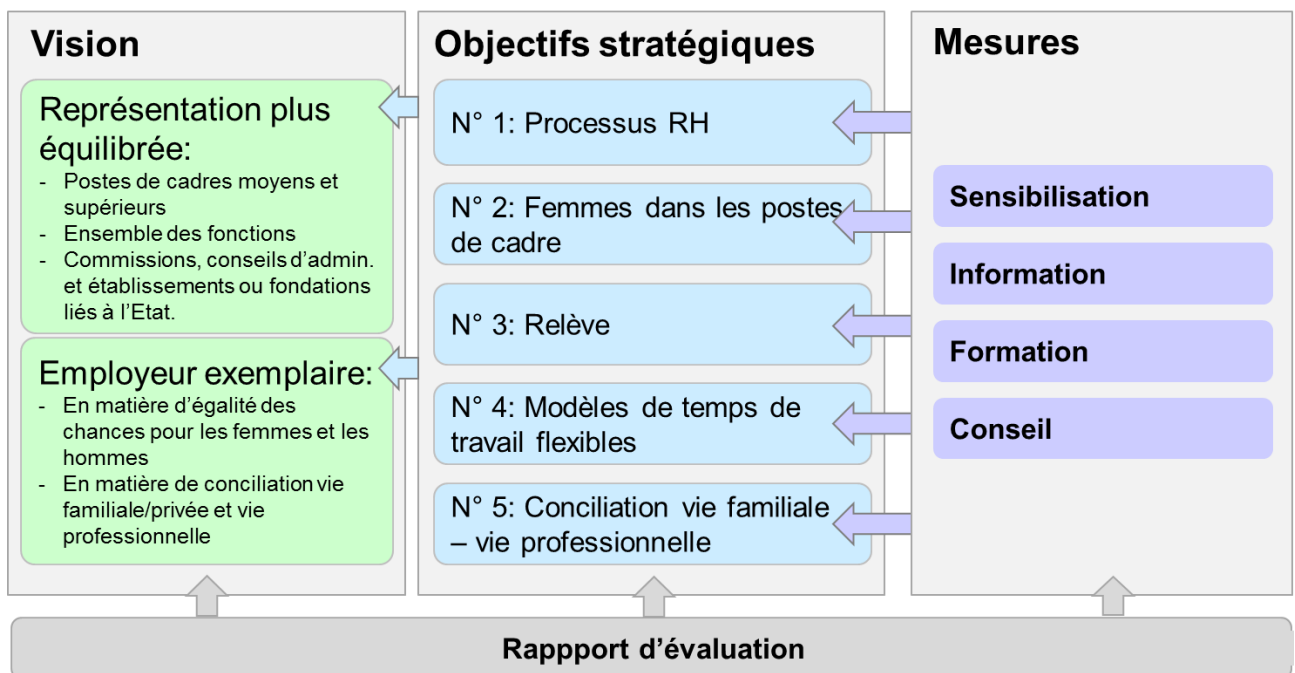 Vision
Représentation plus
équilibrée:
- Postes de cadres moyens et
supérieurs
- Ensemble des fonctions
- Commissions, conseils d’admin.
et établissements ou fondations
liés à l’Etat.
Employeur exemplaire:
- En matière d’égalité des
chances pour les femmes et les
hommes
- En matière de conciliation vie
familiale/privée et vie
professionnelle
Objectifs stratégiques
N° 1: Processus RH
N° 2: Femmes dans les postes
de cadre
N° 3: Relève
N° 4: Modèles de temps de
travail flexibles
N° 5: Conciliation vie familiale
– vie professionnelle
Mesures
Sensibilisation
Information
Formation
Conseil
Rappport d’évaluation